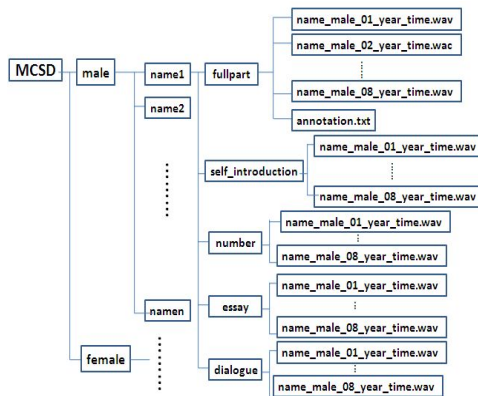 MCSD
male
name1
name2
namen
female
fullpart
name_male_01_year_time.wav
name_male_02_year_time.wac
name_male_08_year_time.wav
annotation.txt
self_introduction
name_male_01_year_time.wav
name_male_08_year_time.wav
number
name_male_01_year_time.wav
name_male_08_year_time.wav
essay
name_male_01_year_time.wav
name_male_08_year_time.wav
dialogue
name_male_01_year_time.wav
name_male_08_year_time.wav